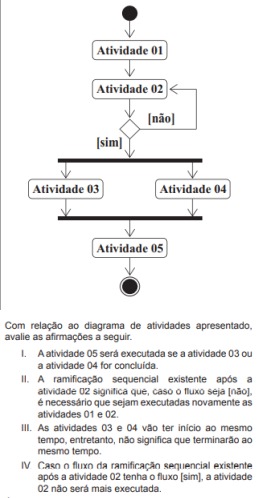 Atividade 01
Atividade 02
[não]
[sim]
Atividade 03
Atividade 04
Atividade 05
Com relação ao diagrama de atividades apresentado,
avalie as afirmações a seguir.
I. A atividade 05 será executada se a atividade 03 ou
a atividade 04 for concluída.
II. A ramificação sequencial existente após a
atividade 02 significa que, caso o fluxo seja [não],
é necessário que sejam executadas novamente as
atividades 01 e 02.
III. As atividades 03 e 04 vão ter início ao mesmo
tempo, entretanto, não significa que terminarão ao
mesmo tempo.
IV Caso o fluxo da ramificação sequencial existente
após a atividade 02 tenha o fluxo [sim], a atividade
02 não será mais executada.